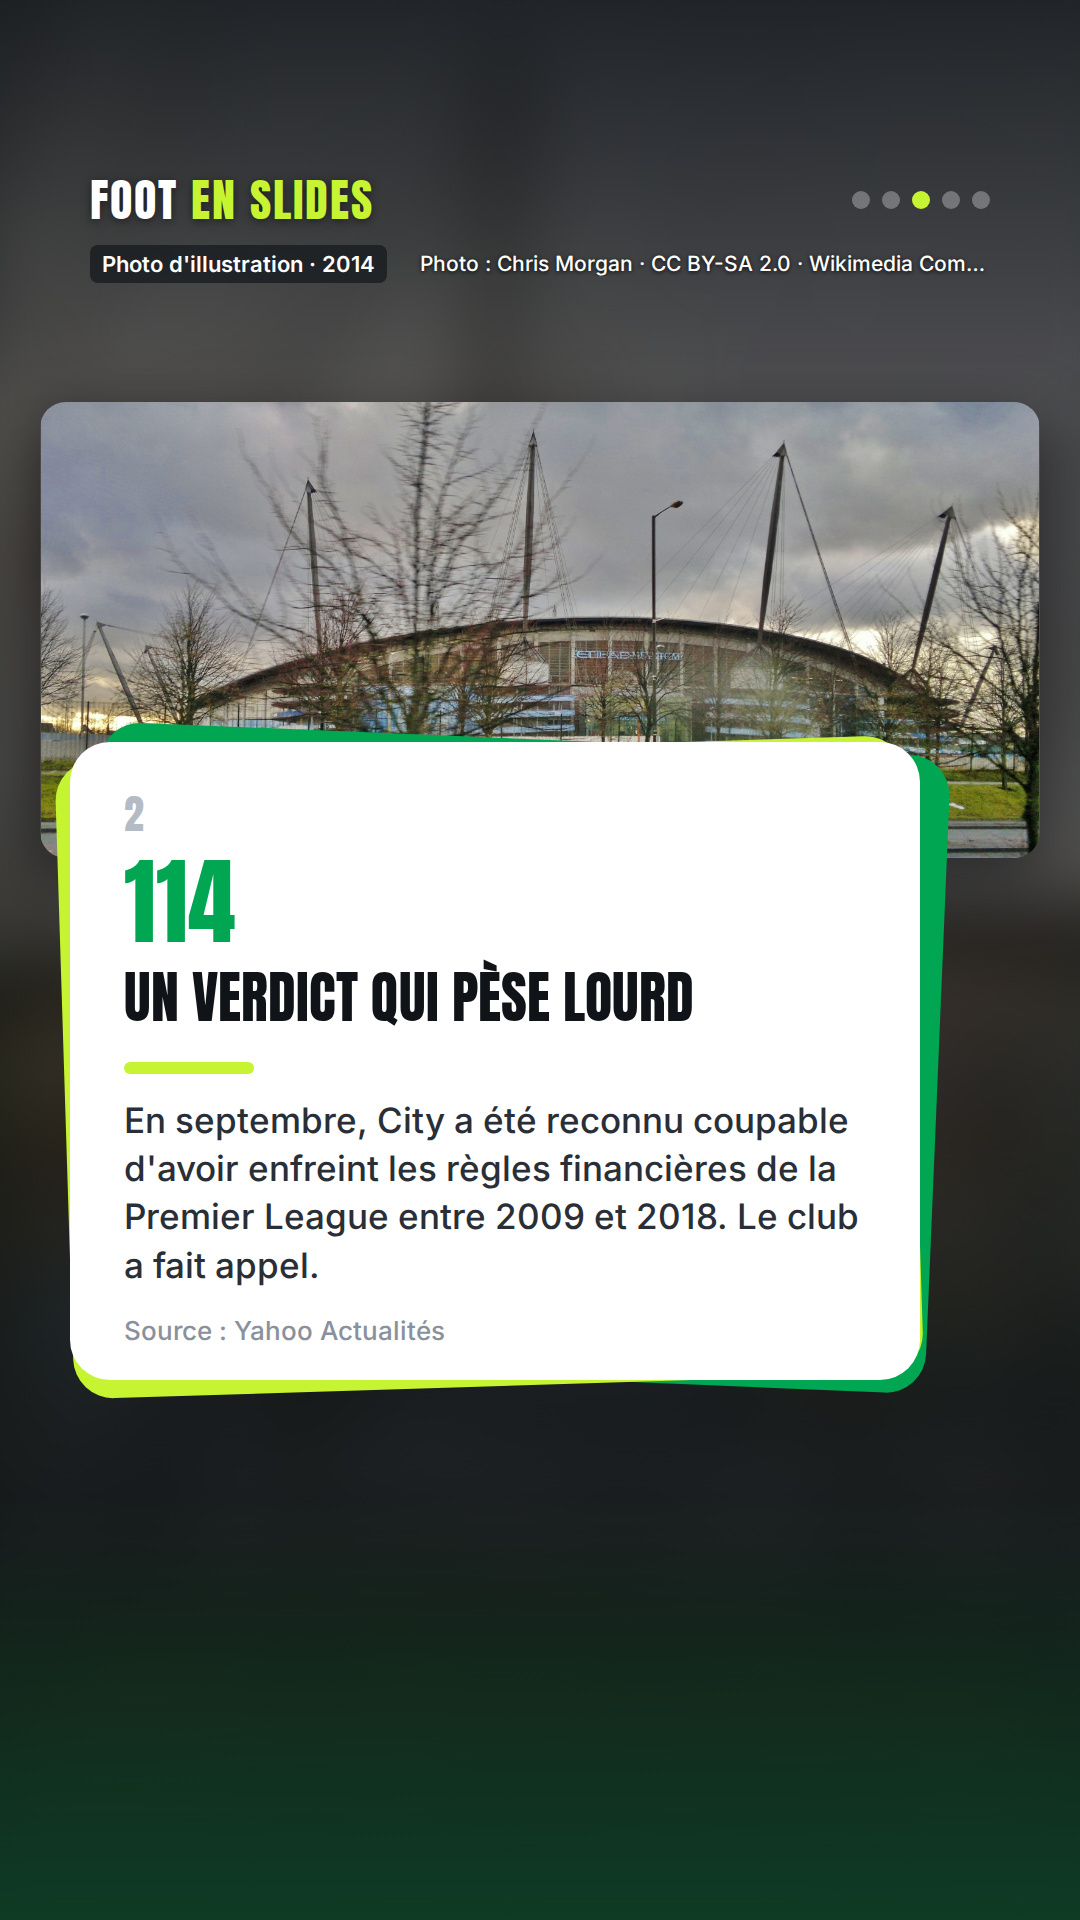 FOOT EN SLIDES
Photo d'illustration · 2014
Photo : Chris Morgan · CC BY-SA 2.0 · Wikimedia Com...
ETIHAD STADIUM
2
114
UN VERDICT QUI PÈSE LOURD
En septembre, City a été reconnu coupable
d'avoir enfreint les règles financières de la
Premier League entre 2009 et 2018. Le club
a fait appel.
Source : Yahoo Actualités